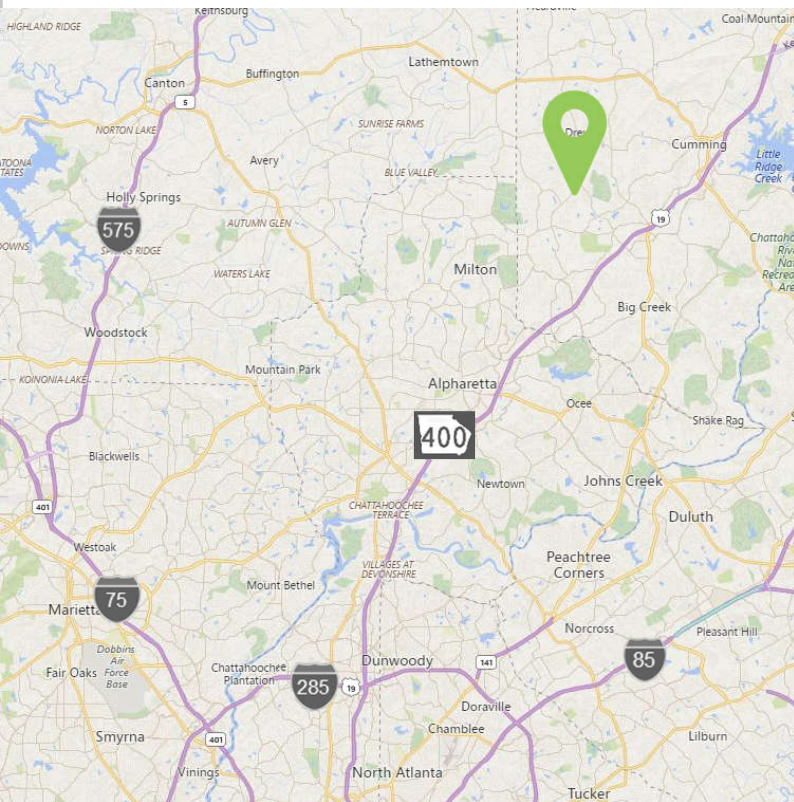 Keithsburg
HIGHLAND RIDGE
Coal Mountain
Lathemtown
Buffington
Canton
5
NORTON LAKE
SUNRISE FARMS
Dre
Cumming
Avery
BLUE VALLEY
Little
Ridge
Creek
Holly Springs
19
575
AUTUMN GLEN
SPRING RIDGE
WATERS LAKE
Milton
Big Creek
Woodstock
Mountain Park
KOINONIA LAKE
Alpharetta
Ocee
Shake Rag
400
Blackwells
Newtown
Johns Creek
401
CHATTAHOOCHEE
TERRACE
Duluth
Westoak
Peachtree
Corners
VILLAGES AT
DEVONSHIRE
Mount Bethel
75
Marietta
Norcross
Pleasant Hill
Dobbins
Air
Force
Base
Fair Oaks
Chattahoochee
Plantation
Dunwoody
141
85
285
19
Doraville
Smyrna
401
Chamblee
Lilburn
Vinings
North Atlanta
Tucker